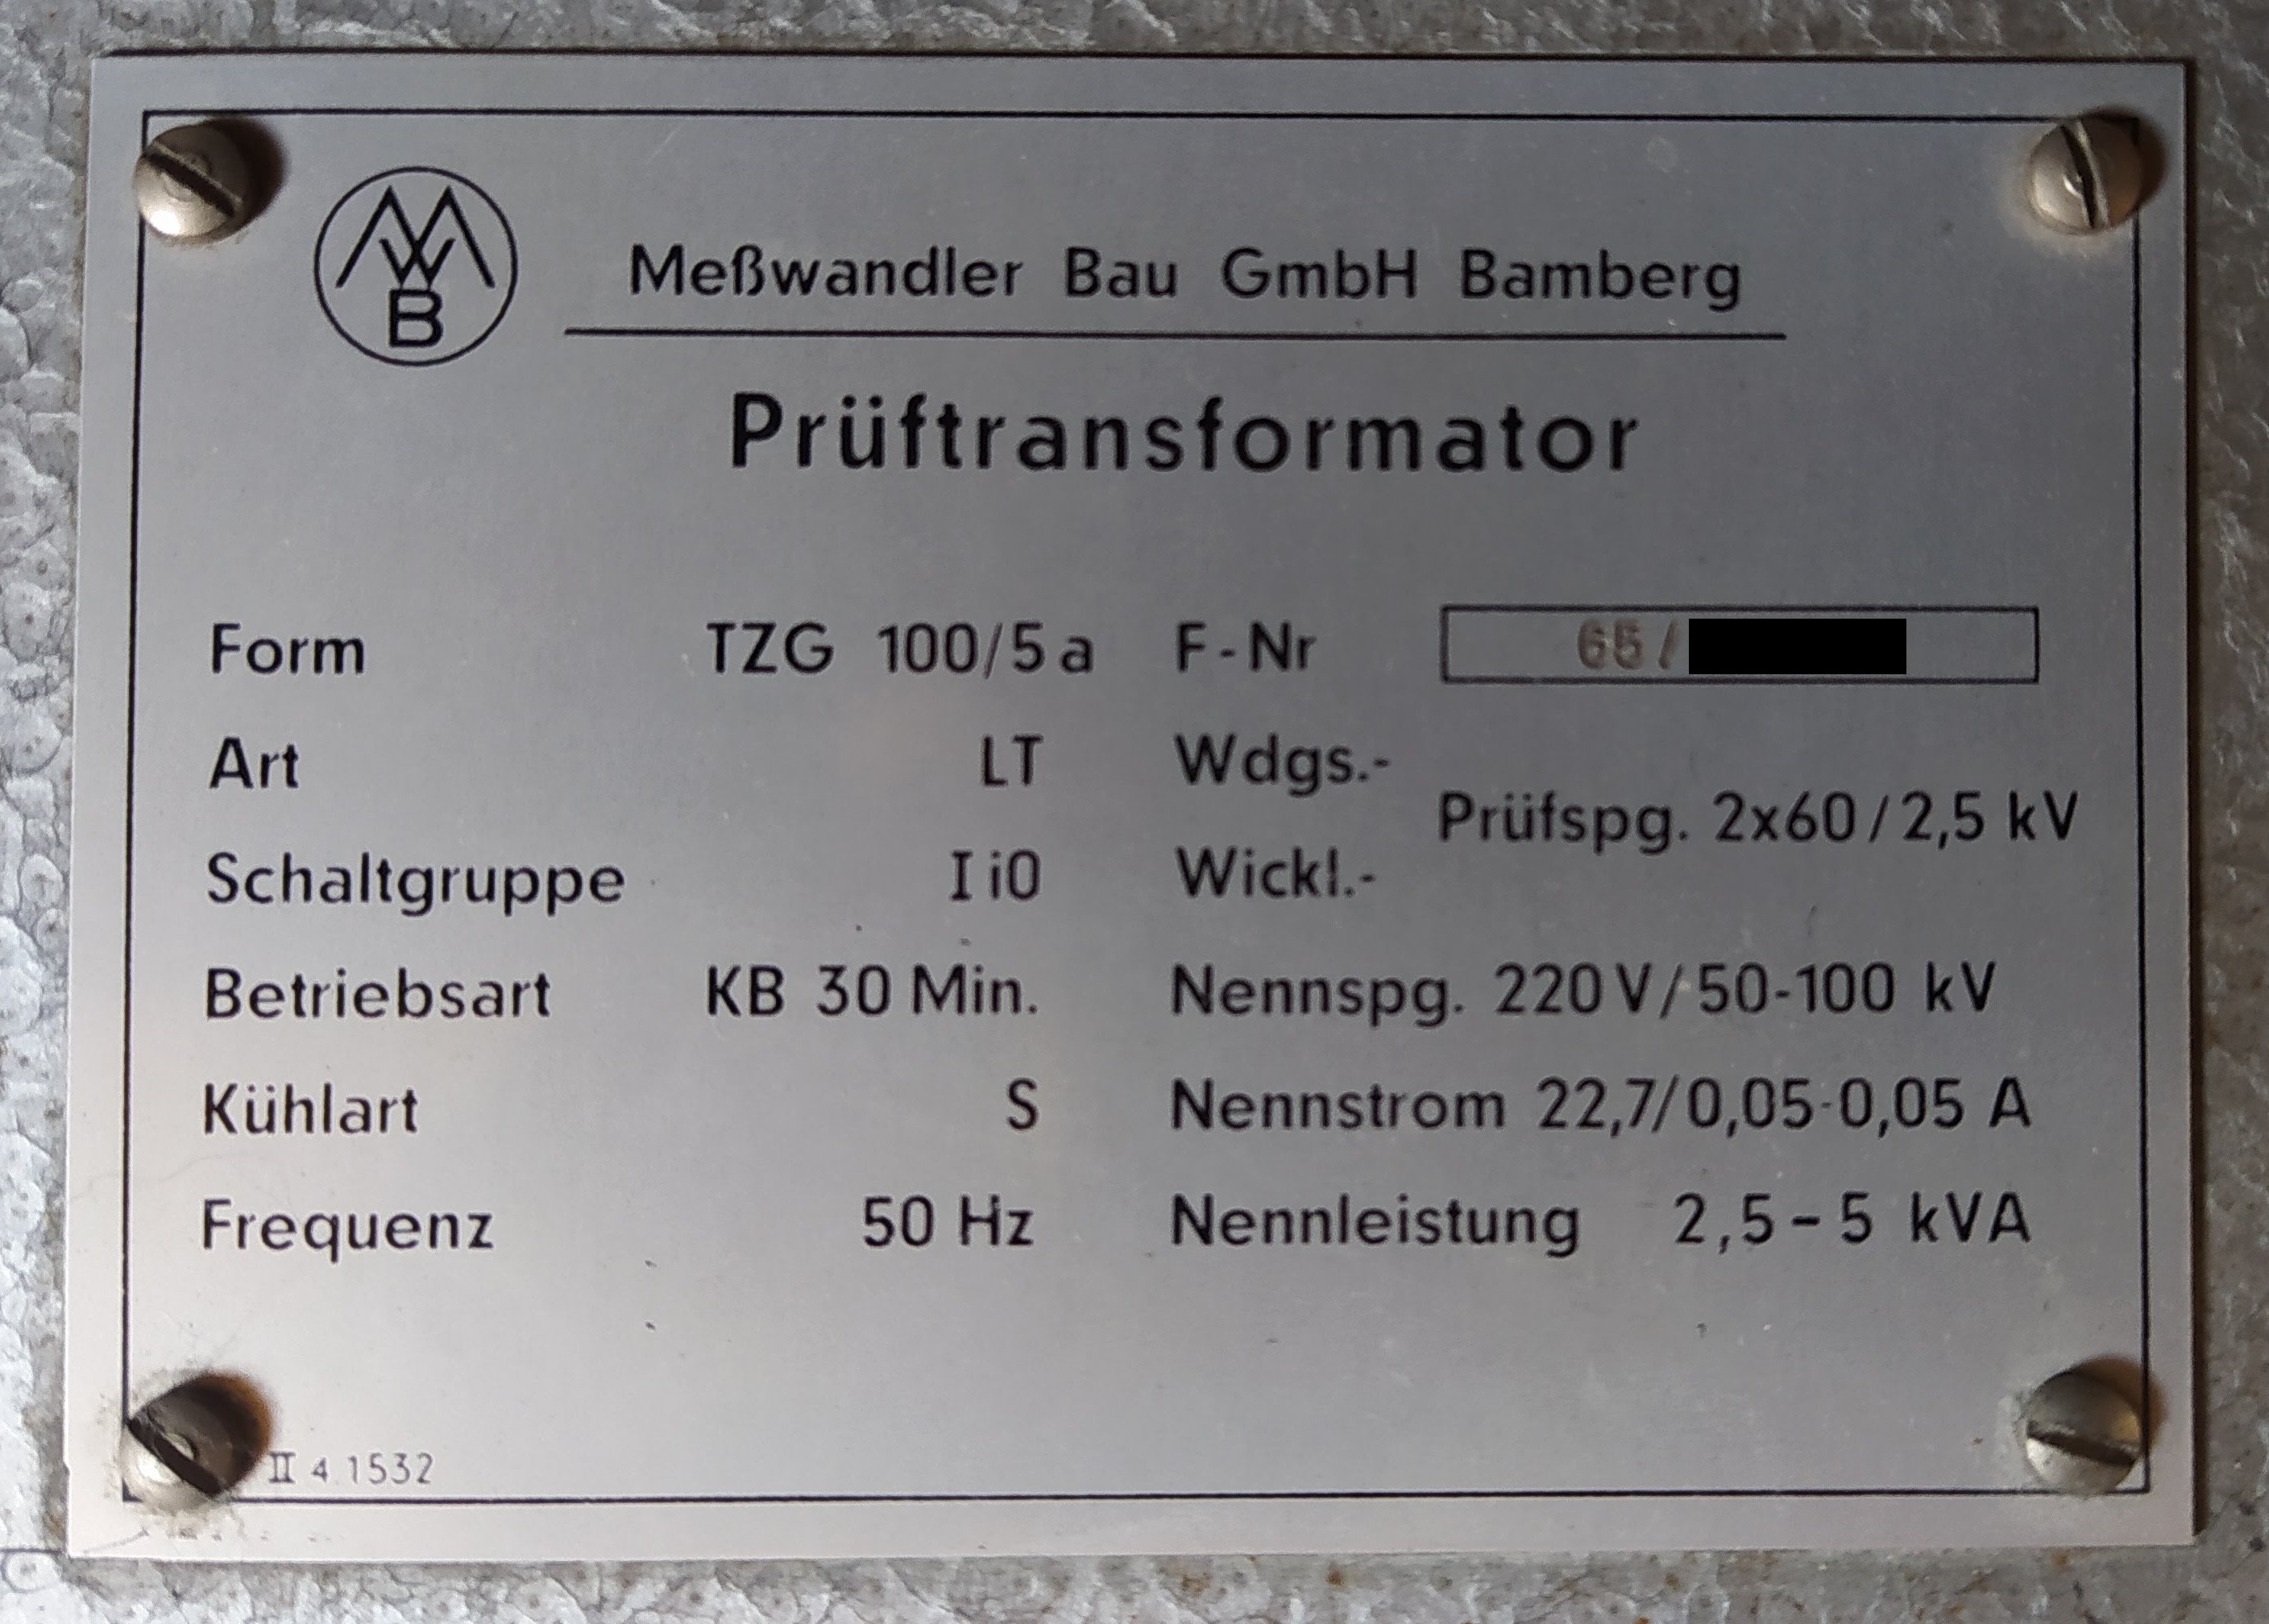 MWB
Meßwandler Bau GmbH Bamberg
Prüftransformator
Form TZG 100/5 a F-Nr 65/
Art LT Wdgs.-
Prüfspg. 2x60/2,5 kV
Schaltgruppe I i0 Wickl.-
Betriebsart KB 30 Min. Nennspg. 220 V/50-100 kV
Kühlart S Nennstrom 22,7/0,05-0,05 A
Frequenz 50 Hz Nennleistung 2,5-5 kVA
II 4 1532